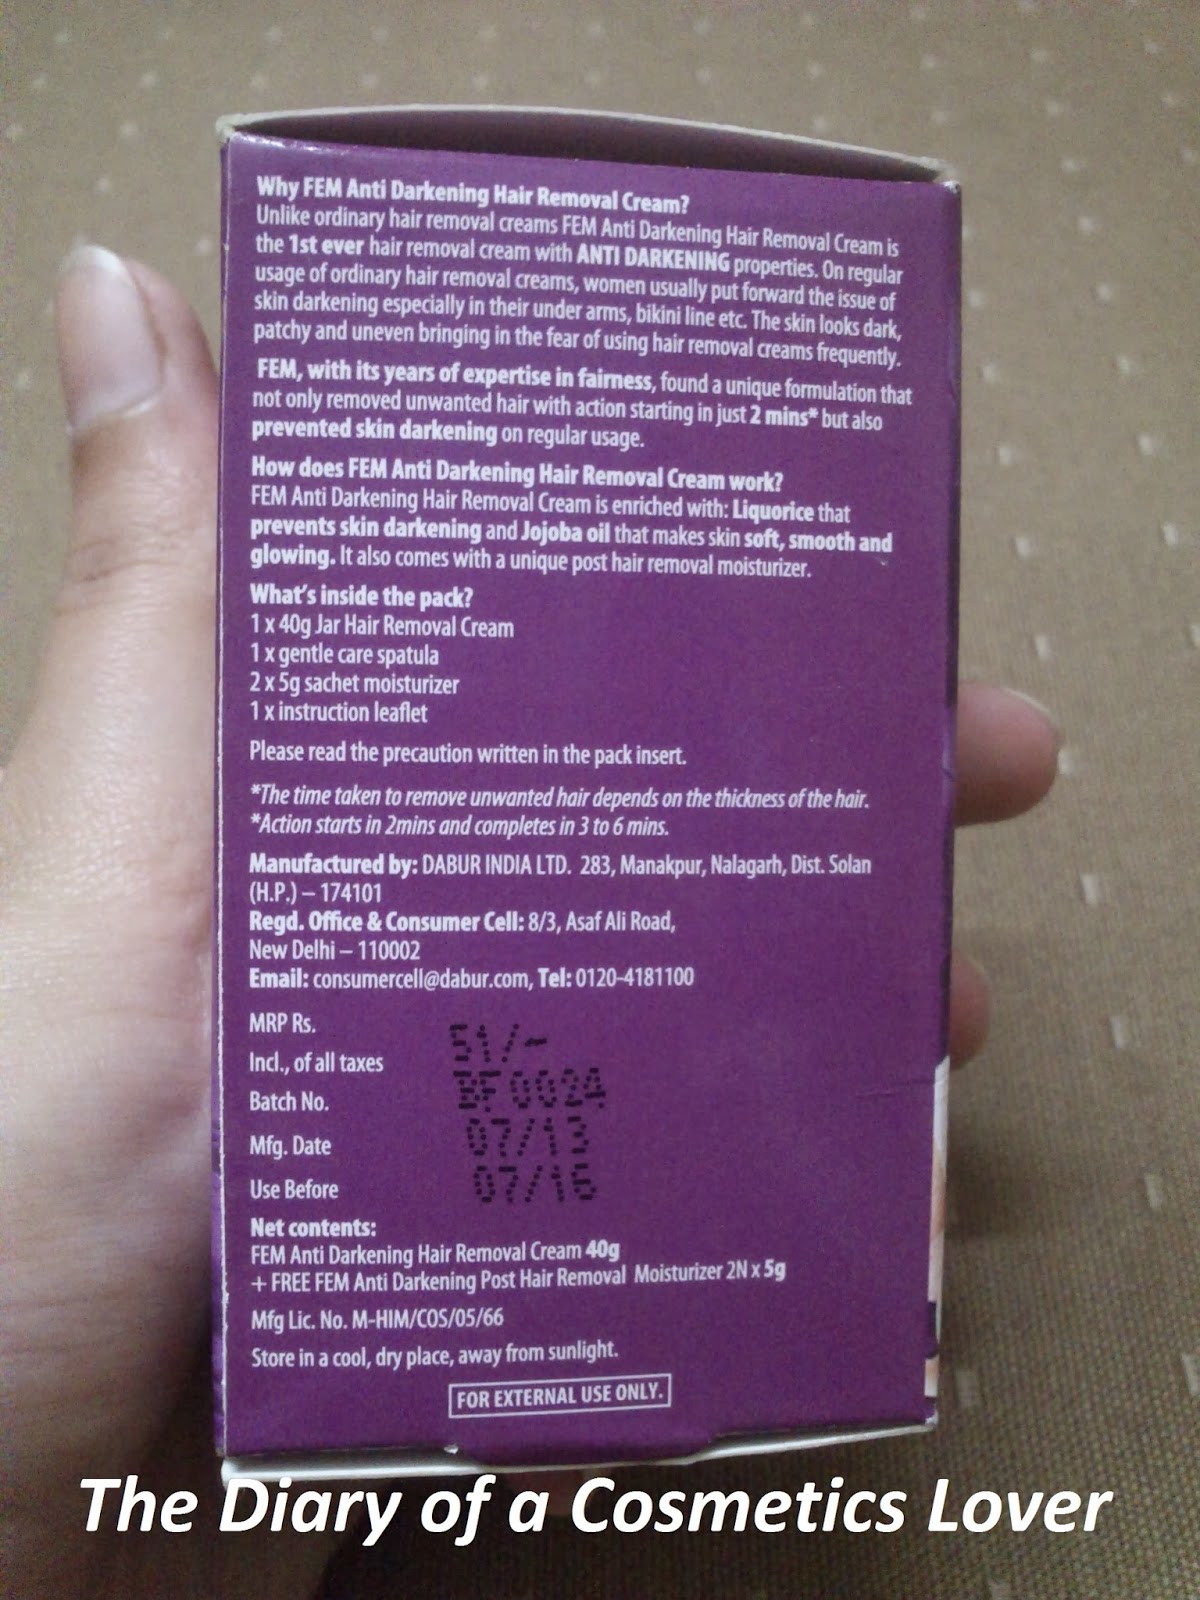 Why FEM Anti Darkening Hair Removal Cream?
Unlike ordinary hair removal creams FEM Anti Darkening Hair Removal Cream is
the 1st ever hair removal cream with ANTI DARKENING properties. On regular
usage of ordinary hair removal creams, women usually put forward the issue of
skin darkening especially in their under arms, bikini line etc. The skin looks dark,
patchy and uneven bringing in the fear of using hair removal creams frequently.
FEM, with its years of expertise in fairness, found a unique formulation that
not only removed unwanted hair with action starting in just 2 mins* but also
prevented skin darkening on regular usage.
How does FEM Anti Darkening Hair Removal Cream work?
FEM Anti Darkening Hair Removal Cream is enriched with: Liquorice that
prevents skin darkening and Jojoba oil that makes skin soft, smooth and
glowing. It also comes with a unique post hair removal moisturizer.
What's inside the pack?
1 x 40g Jar Hair Removal Cream
1 x gentle care spatula
2 x 5g sachet moisturizer
1 x instruction leaflet
Please read the precaution written in the pack insert.
*The time taken to remove unwanted hair depends on the thickness of the hair.
*Action starts in 2mins and completes in 3 to 6 mins.
Manufactured by: DABUR INDIA LTD. 283, Manakpur, Nalagarh, Dist. Solan
(H.P.) – 174101
Regd. Office & Consumer Cell: 8/3, Asaf Ali Road,
New Delhi – 110002
Email: consumercell@dabur.com, Tel: 0120-4181100
MRP Rs. 51/-
Incl., of all taxes
Batch No. BF0024
Mfg. Date 07/13
Use Before 07/16
Net contents:
FEM Anti Darkening Hair Removal Cream 40g
+ FREE FEM Anti Darkening Post Hair Removal Moisturizer 2N x 5g
Mfg Lic. No. M-HIM/COS/05/66
Store in a cool, dry place, away from sunlight.
FOR EXTERNAL USE ONLY.
The Diary of a Cosmetics Lover